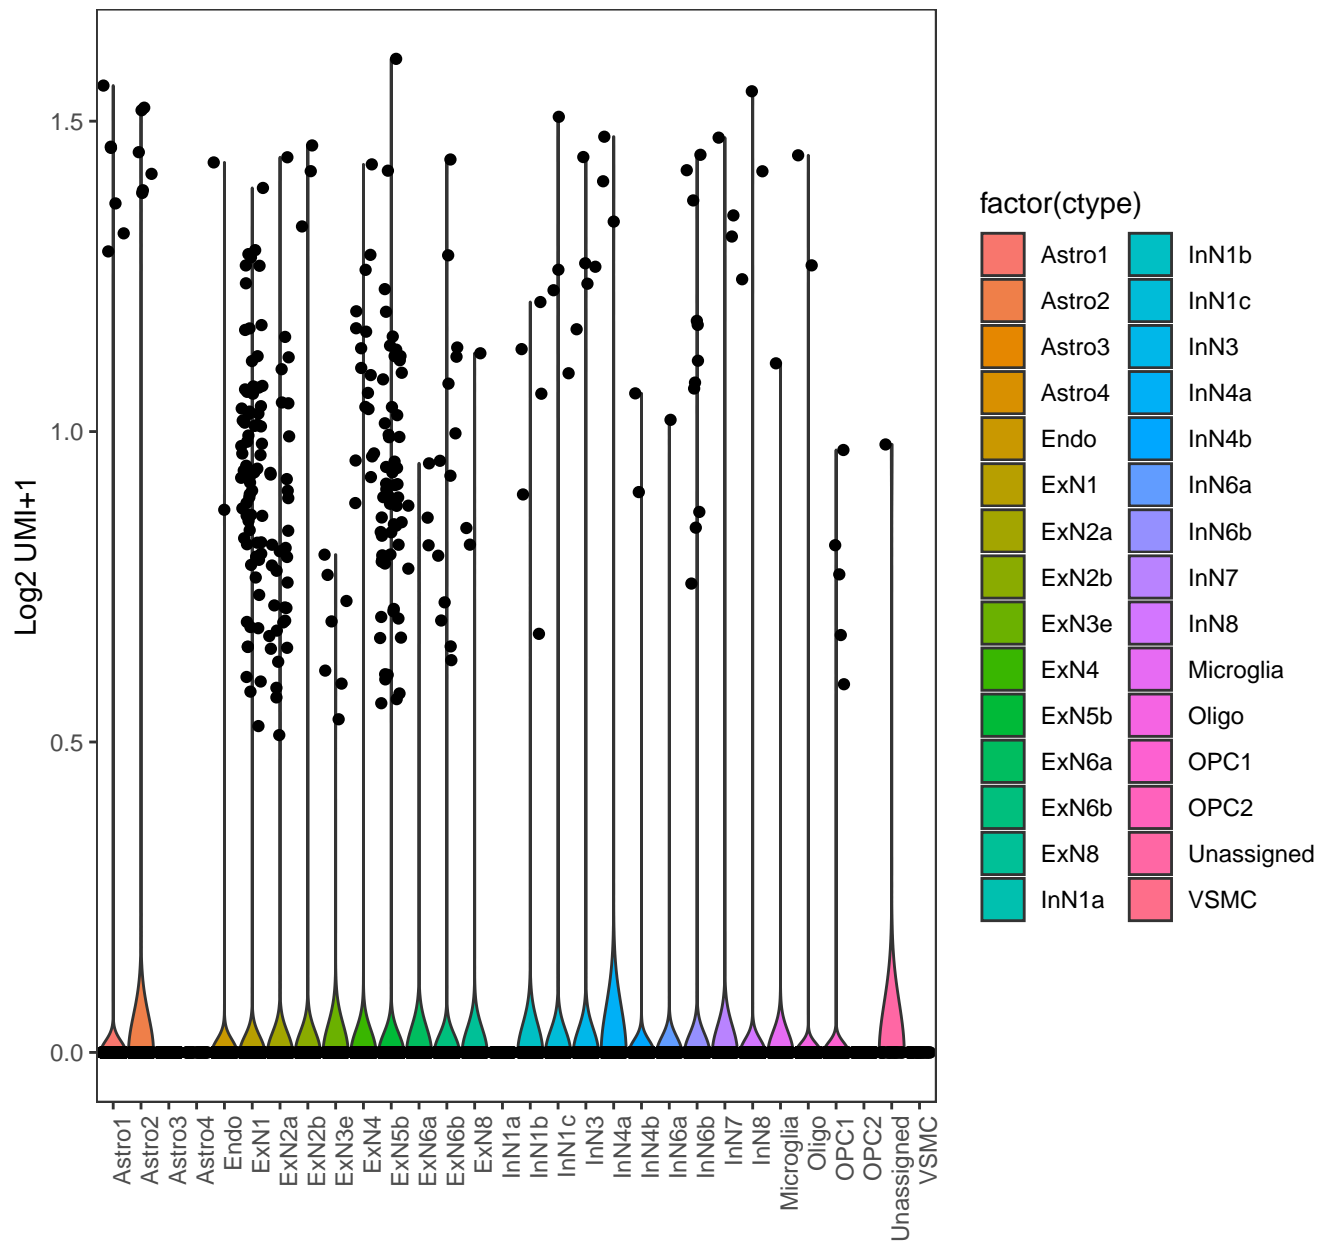 Log2 UMI+1
1.5
1.0
0.5
0.0
Astro1
Astro2
Astro3
Astro4
Endo
ExN1
ExN2a
ExN2b
ExN3e
ExN4
ExN5b
ExN6a
ExN6b
ExN8
InN1a
InN1b
InN1c
InN3
InN4a
InN4b
InN6a
InN6b
InN7
InN8
Microglia
Oligo
OPC1
OPC2
Unassigned
VSMC
factor(ctype)
Astro1
Astro2
Astro3
Astro4
Endo
ExN1
ExN2a
ExN2b
ExN3e
ExN4
ExN5b
ExN6a
ExN6b
ExN8
InN1a
InN1b
InN1c
InN3
InN4a
InN4b
InN6a
InN6b
InN7
InN8
Microglia
Oligo
OPC1
OPC2
Unassigned
VSMC